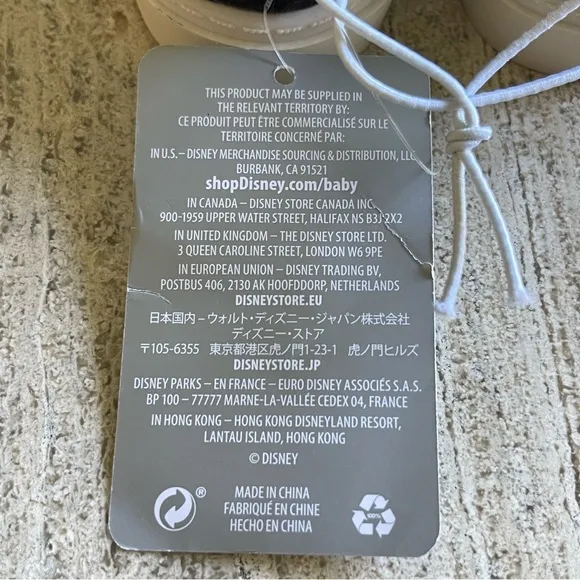 THIS PRODUCT MAY BE SUPPLIED IN
THE RELEVANT TERRITORY BY:
CE PRODUIT PEUT ÊTRE COMMERCIALISÉ SUR LE
TERRITOIRE CONCERNÉ PAR:
IN U.S. – DISNEY MERCHANDISE SOURCING & DISTRIBUTION, LLC
BURBANK, CA 91521
shopDisney.com/baby
IN CANADA – DISNEY STORE CANADA INC.
900-1959 UPPER WATER STREET, HALIFAX NS B3J 2X2
IN UNITED KINGDOM – THE DISNEY STORE LTD.
3 QUEEN CAROLINE STREET, LONDON W6 9PE
IN EUROPEAN UNION – DISNEY TRADING BV,
POSTBUS 406, 2130 AK HOOFDDORP, NETHERLANDS
DISNEYSTORE.EU
日本国内 – ウォルト・ディズニー・ジャパン株式会社
ディズニー・ストア
〒105-6355 東京都港区虎ノ門1-23-1 虎ノ門ヒルズ
DISNEYSTORE.JP
DISNEY PARKS – EN FRANCE – EURO DISNEY ASSOCIÉS S.A.S.
BP 100 – 77777 MARNE-LA-VALLÉE CEDEX 04, FRANCE
IN HONG KONG – HONG KONG DISNEYLAND RESORT,
LANTAU ISLAND, HONG KONG
© DISNEY
®
MADE IN CHINA
FABRIQUÉ EN CHINE
HECHO EN CHINA
100%